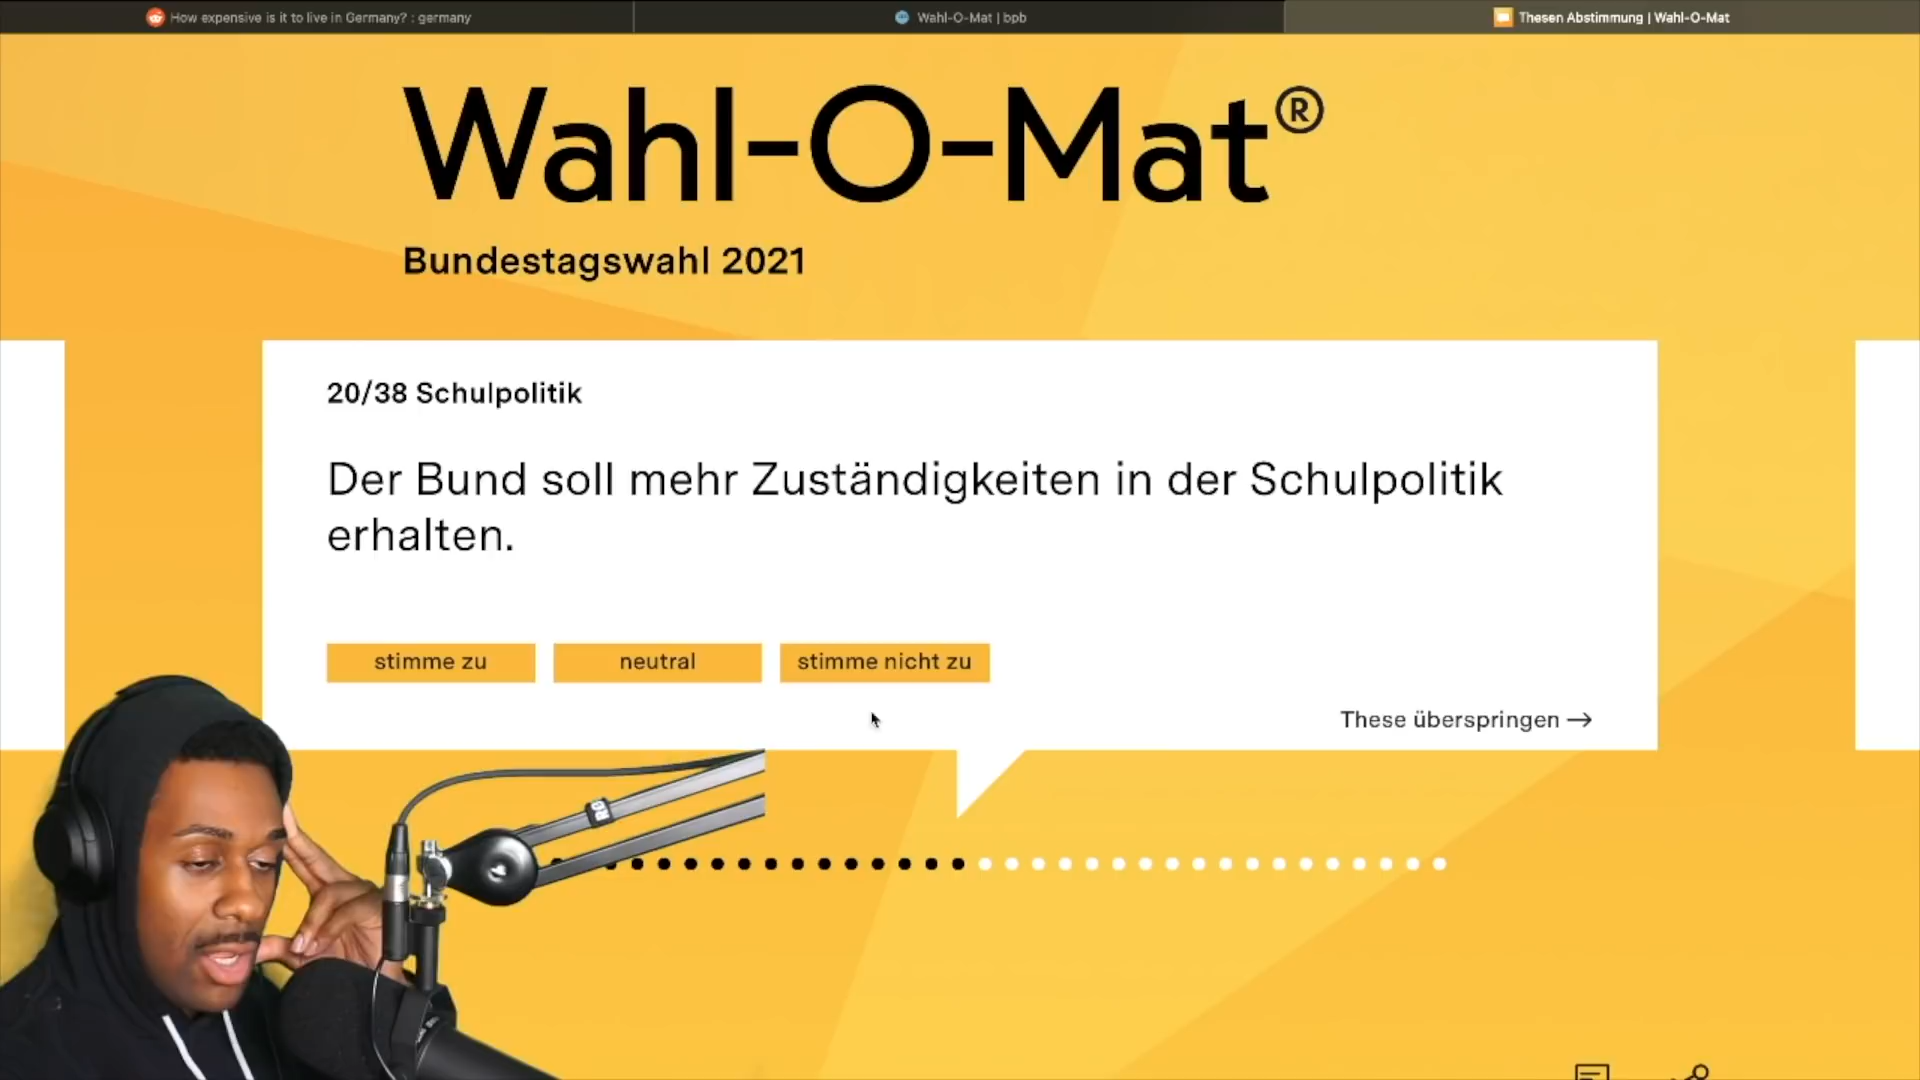 How expensive is it to live in Germany? : germany
Wahl-O-Mat | bpb
Thesen Abstimmung | Wahl-O-Mat
Wahl-O-Mat®
Bundestagswahl 2021
20/38 Schulpolitik
Der Bund soll mehr Zuständigkeiten in der Schulpolitik
erhalten.
stimme zu
neutral
stimme nicht zu
These überspringen →